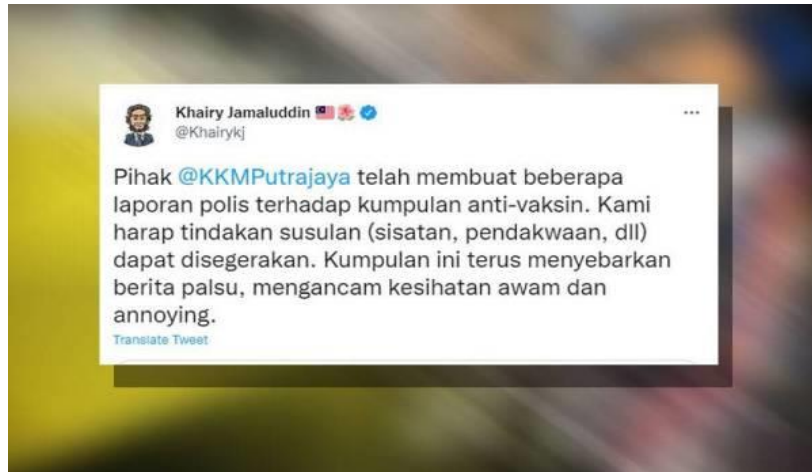 Khairy Jamaluddin 🇲🇾 🌺
@Khairykj
Pihak @KKMPutrajaya telah membuat beberapa
laporan polis terhadap kumpulan anti-vaksin. Kami
harap tindakan susulan (sisatan, pendakwaan, dll)
dapat disegerakan. Kumpulan ini terus menyebarkan
berita palsu, mengancam kesihatan awam dan
annoying.
Translate Tweet